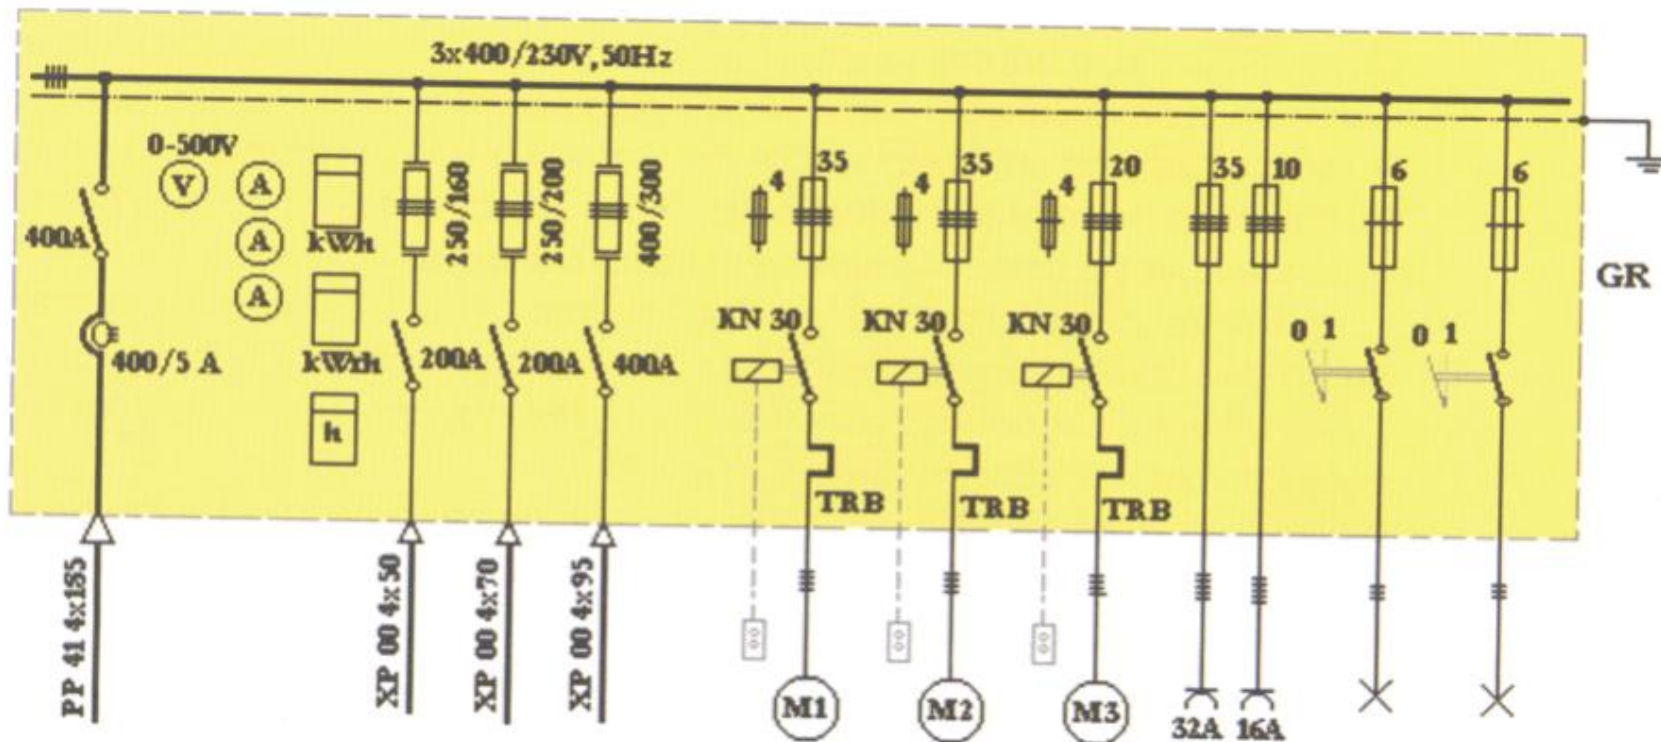 3x400/230V, 50Hz
0-500V
V
A
A
A
400A
400/5 A
kWh
kWrh
h
250/160
250/200
400/300
200A
200A
400A
4
35
4
35
4
20
35
10
6
6
KN 30
KN 30
KN 30
0 1
0 1
TRB
TRB
TRB
GR
PP 41 4x185
XP 00 4x50
XP 00 4x70
XP 00 4x95
M1
M2
M3
32A
16A